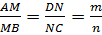 AM/MB = DN/NC = m/n